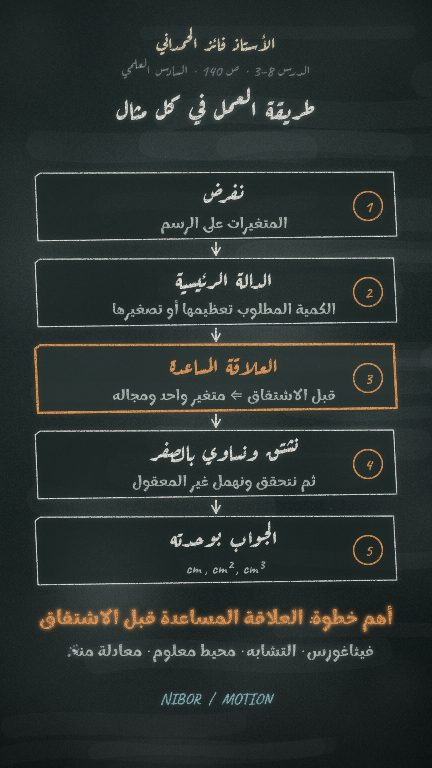 الأستاذ فائز الحمداني
الدرس 8-3 · ص 190 · السادس العلمي
طريقة العمل في كل مثال
1
نفرض
المتغيرات على الرسم
2
الدالة الرئيسية
الكمية المطلوب تعظيمها أو تصغيرها
3
العلاقة المساعدة
قبل الاشتقاق ⇐ متغير واحد ومجاله
4
نشتق ونساوي بالصفر
ثم نتحقق ونهمل غير المعقول
5
الجواب بوحدته
cm, cm², cm³
أهم خطوة: العلاقة المساعدة قبل الاشتقاق
فيثاغورس · التشابه · محيط معلوم · معادلة
NIBOR / MOTION